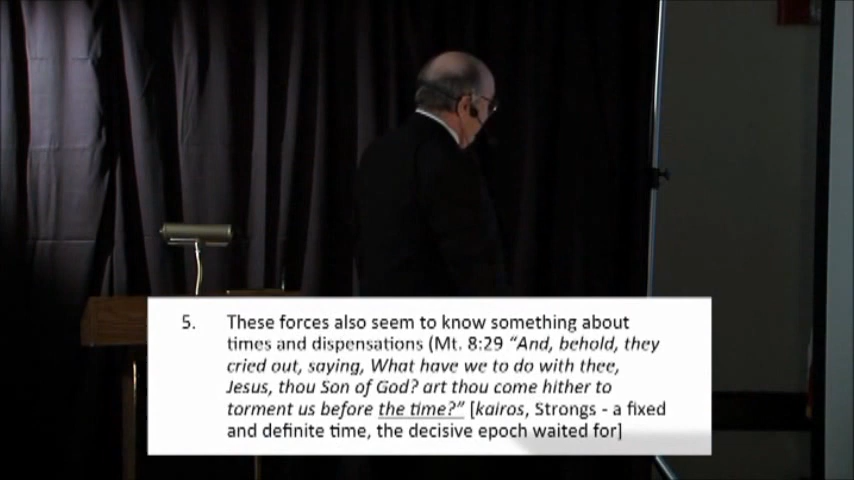 5. These forces also seem to know something about
times and dispensations (Mt. 8:29 “And, behold, they
cried out, saying, What have we to do with thee,
Jesus, thou Son of God? art thou come hither to
torment us before the time?” [kairos, Strongs - a fixed
and definite time, the decisive epoch waited for]